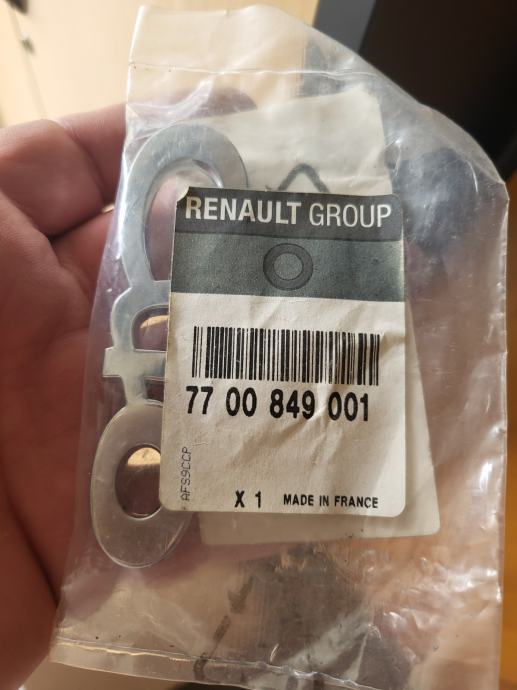 RENAULT GROUP
77 00 849 001
AFS9CCP
X 1 MADE IN FRANCE